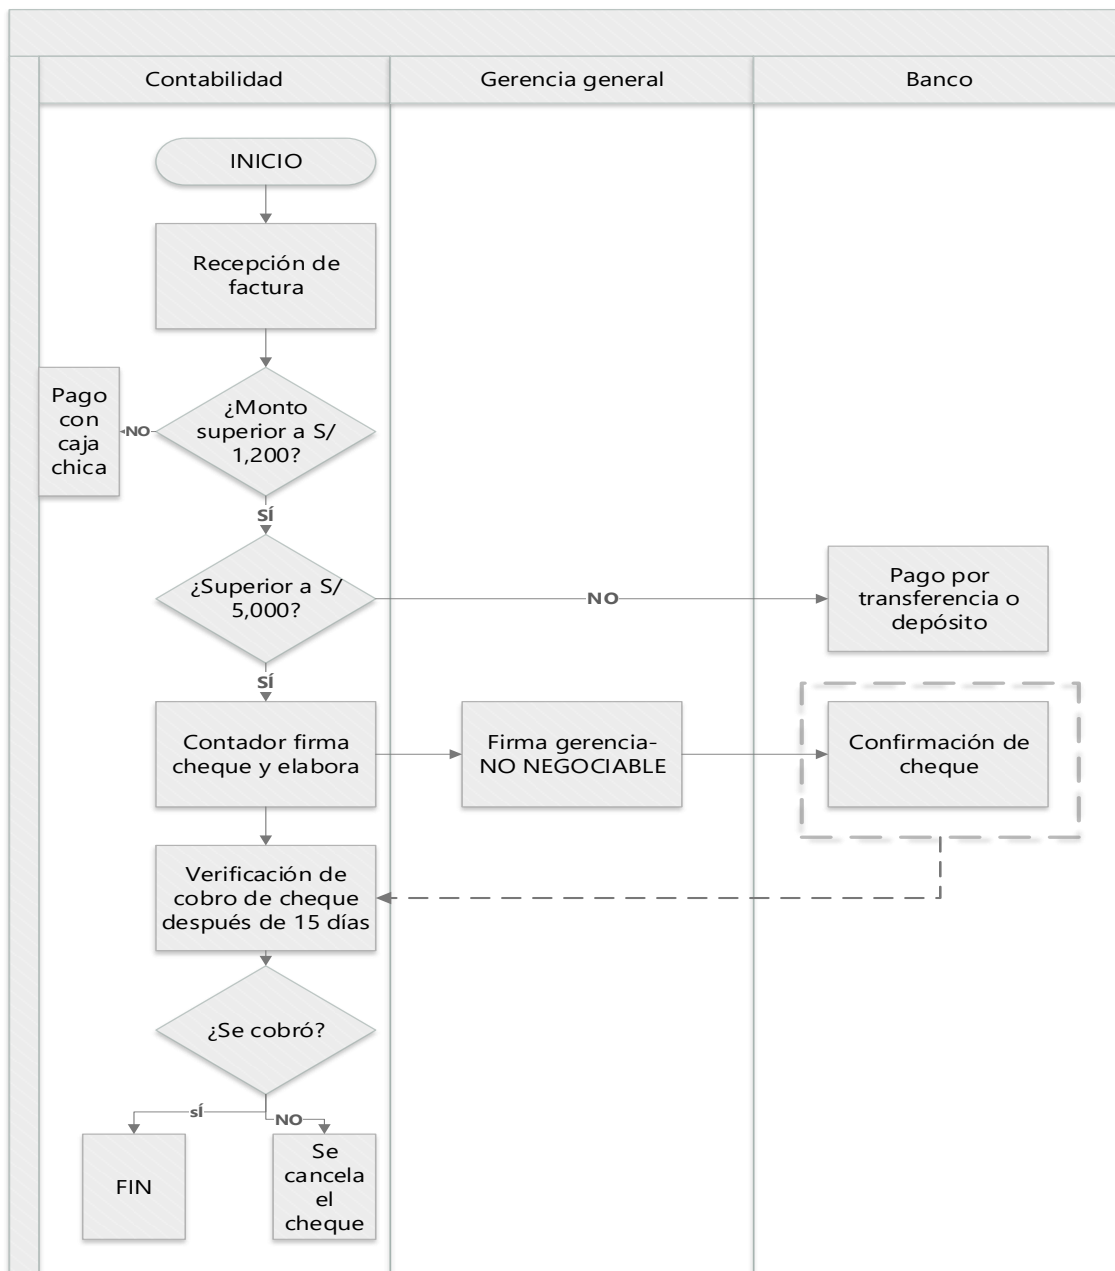 Contabilidad
Gerencia general
Banco
INICIO
Recepción de
factura
Pago
con
caja
chica
NO
¿Monto
superior a S/
1,200?
SÍ
¿Superior a S/
5,000?
NO
Pago por
transferencia o
depósito
SÍ
Contador firma
cheque y elabora
Firma gerencia-
NO NEGOCIABLE
Confirmación de
cheque
Verificación de
cobro de cheque
después de 15 días
¿Se cobró?
sÍ
NO
FIN
Se
cancela
el
cheque